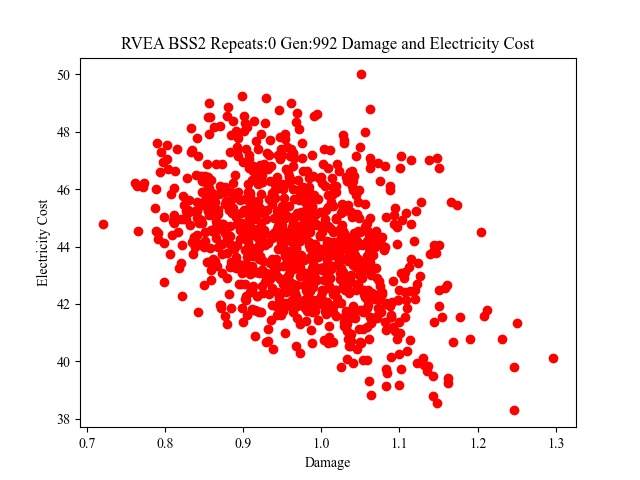 RVEA BSS2 Repeats:0 Gen:992 Damage and Electricity Cost
50
48
46
44
42
40
38
Electricity Cost
0.7 0.8 0.9 1.0 1.1 1.2 1.3
Damage